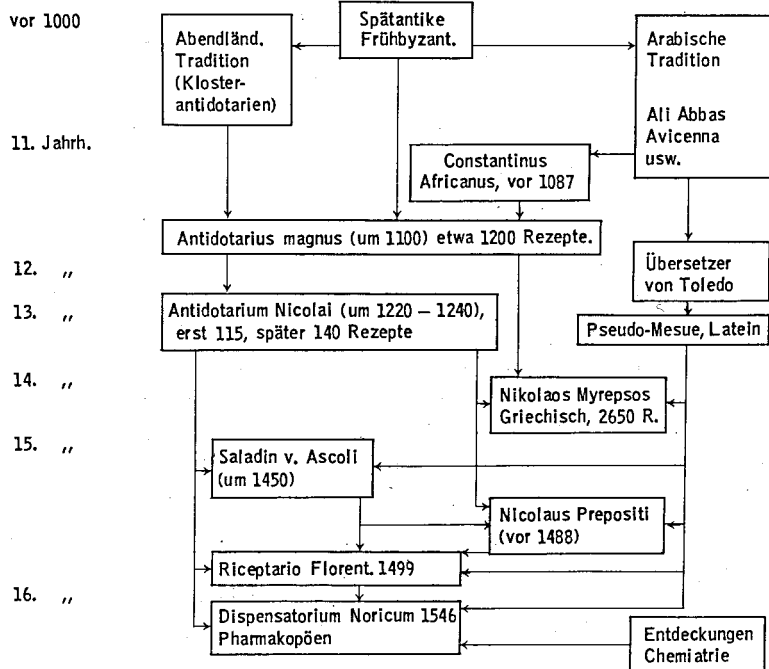 vor 1000
Abendländ.
Tradition
(Kloster-
antidotarien)
Spätantike
Frühbyzant.
Arabische
Tradition
Ali Abbas
Avicenna
usw.
11. Jahrh.
Constantinus
Africanus, vor 1087
Antidotarius magnus (um 1100) etwa 1200 Rezepte.
12. „
Übersetzer
von Toledo
13. „
Antidotarium Nicolai (um 1220 – 1240),
erst 115, später 140 Rezepte
Pseudo-Mesue, Latein
14. „
Nikolaos Myrepsos
Griechisch, 2650 R.
15. „
Saladin v. Ascoli
(um 1450)
Nicolaus Prepositi
(vor 1488)
Riceptario Florent. 1499
16. „
Dispensatorium Noricum 1546
Pharmakopöen
Entdeckungen
Chemiatrie